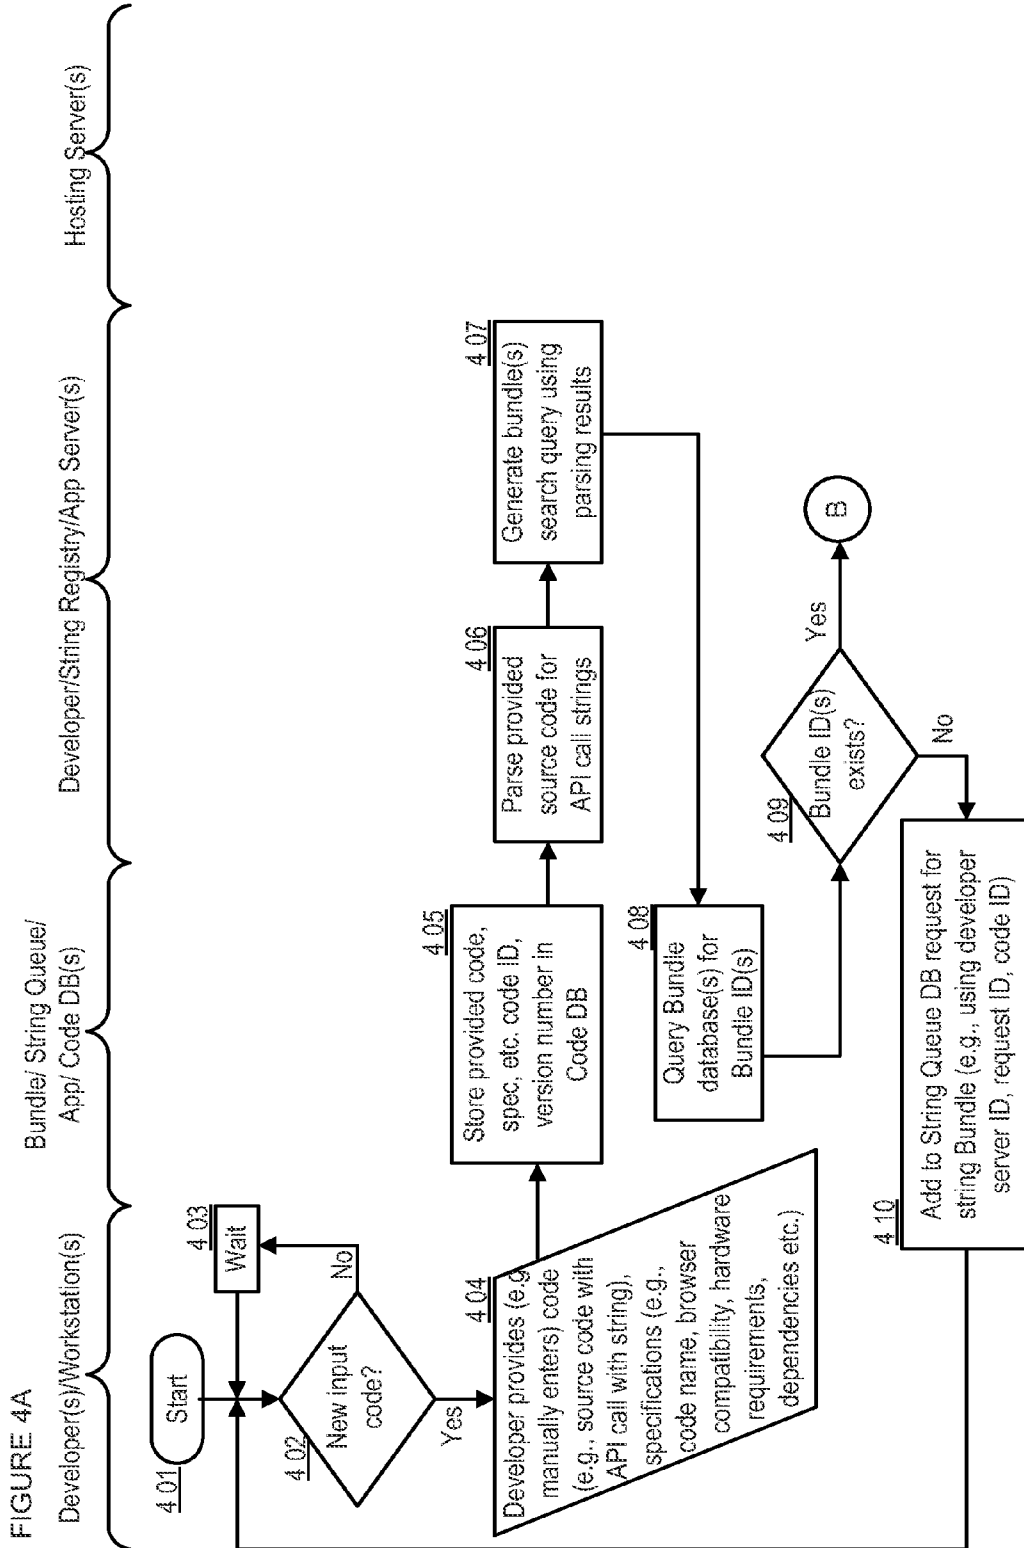 FIGURE 4A
Developer(s)/Workstation(s)
Bundle/ String Queue/
App/ Code DB(s)
Developer/String Registry/App Server(s)
Hosting Server(s)
4.01
Start
4.03
Wait
4.02
New input
code?
No
Yes
4.04
Developer provides (e.g
manually enters) code
(e.g., source code with
API call with string),
specifications (e.g.,
code name, browser
compatibility, hardware
requirements,
dependencies etc.)
4.05
Store provided code,
spec, etc. code ID,
version number in
Code DB
4.06
Parse provided
source code for
API call strings
4.07
Generate bundle(s)
search query using
parsing results
4.08
Query Bundle
database(s) for
Bundle ID(s)
4.09
Bundle ID(s)
exists?
Yes
B
No
4.10
Add to String Queue DB request for
string Bundle (e.g., using developer
server ID, request ID, code ID)